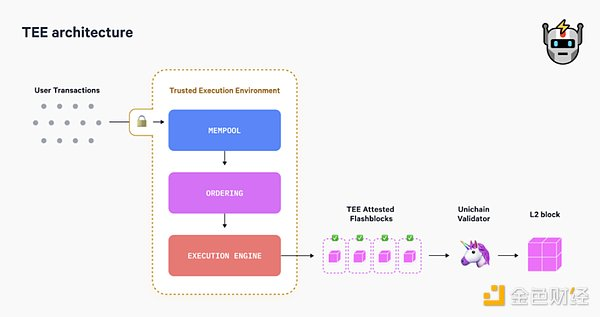 TEE architecture
User Transactions
Trusted Execution Environment
MEMPOOL
ORDERING
EXECUTION ENGINE
TEE Attested
Flashblocks
Unichain
Validator
L2 block
金色财经